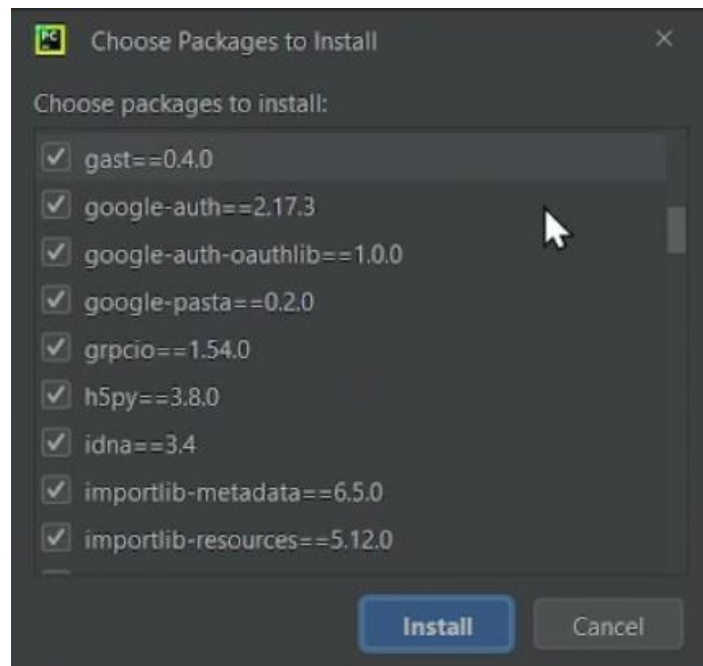 PC
Choose Packages to Install
Choose packages to install:
gast==0.4.0
google-auth==2.17.3
google-auth-oauthlib==1.0.0
google-pasta==0.2.0
grpcio==1.54.0
h5py==3.8.0
idna==3.4
importlib-metadata==6.5.0
importlib-resources==5.12.0
Install
Cancel